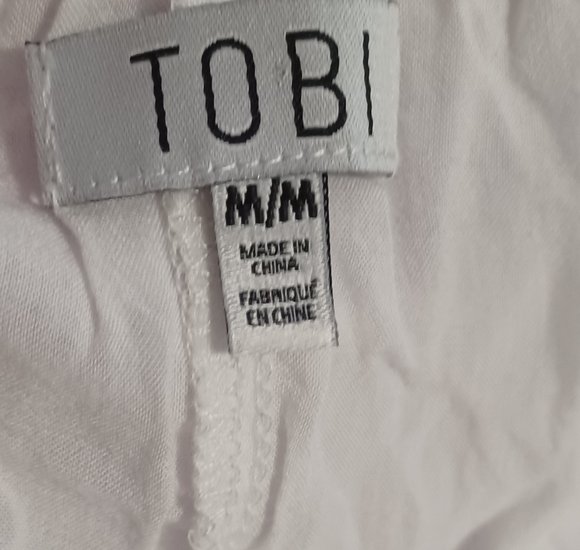 TOBI
M/M
MADE IN
CHINA
FABRIQUÉ
EN CHINE